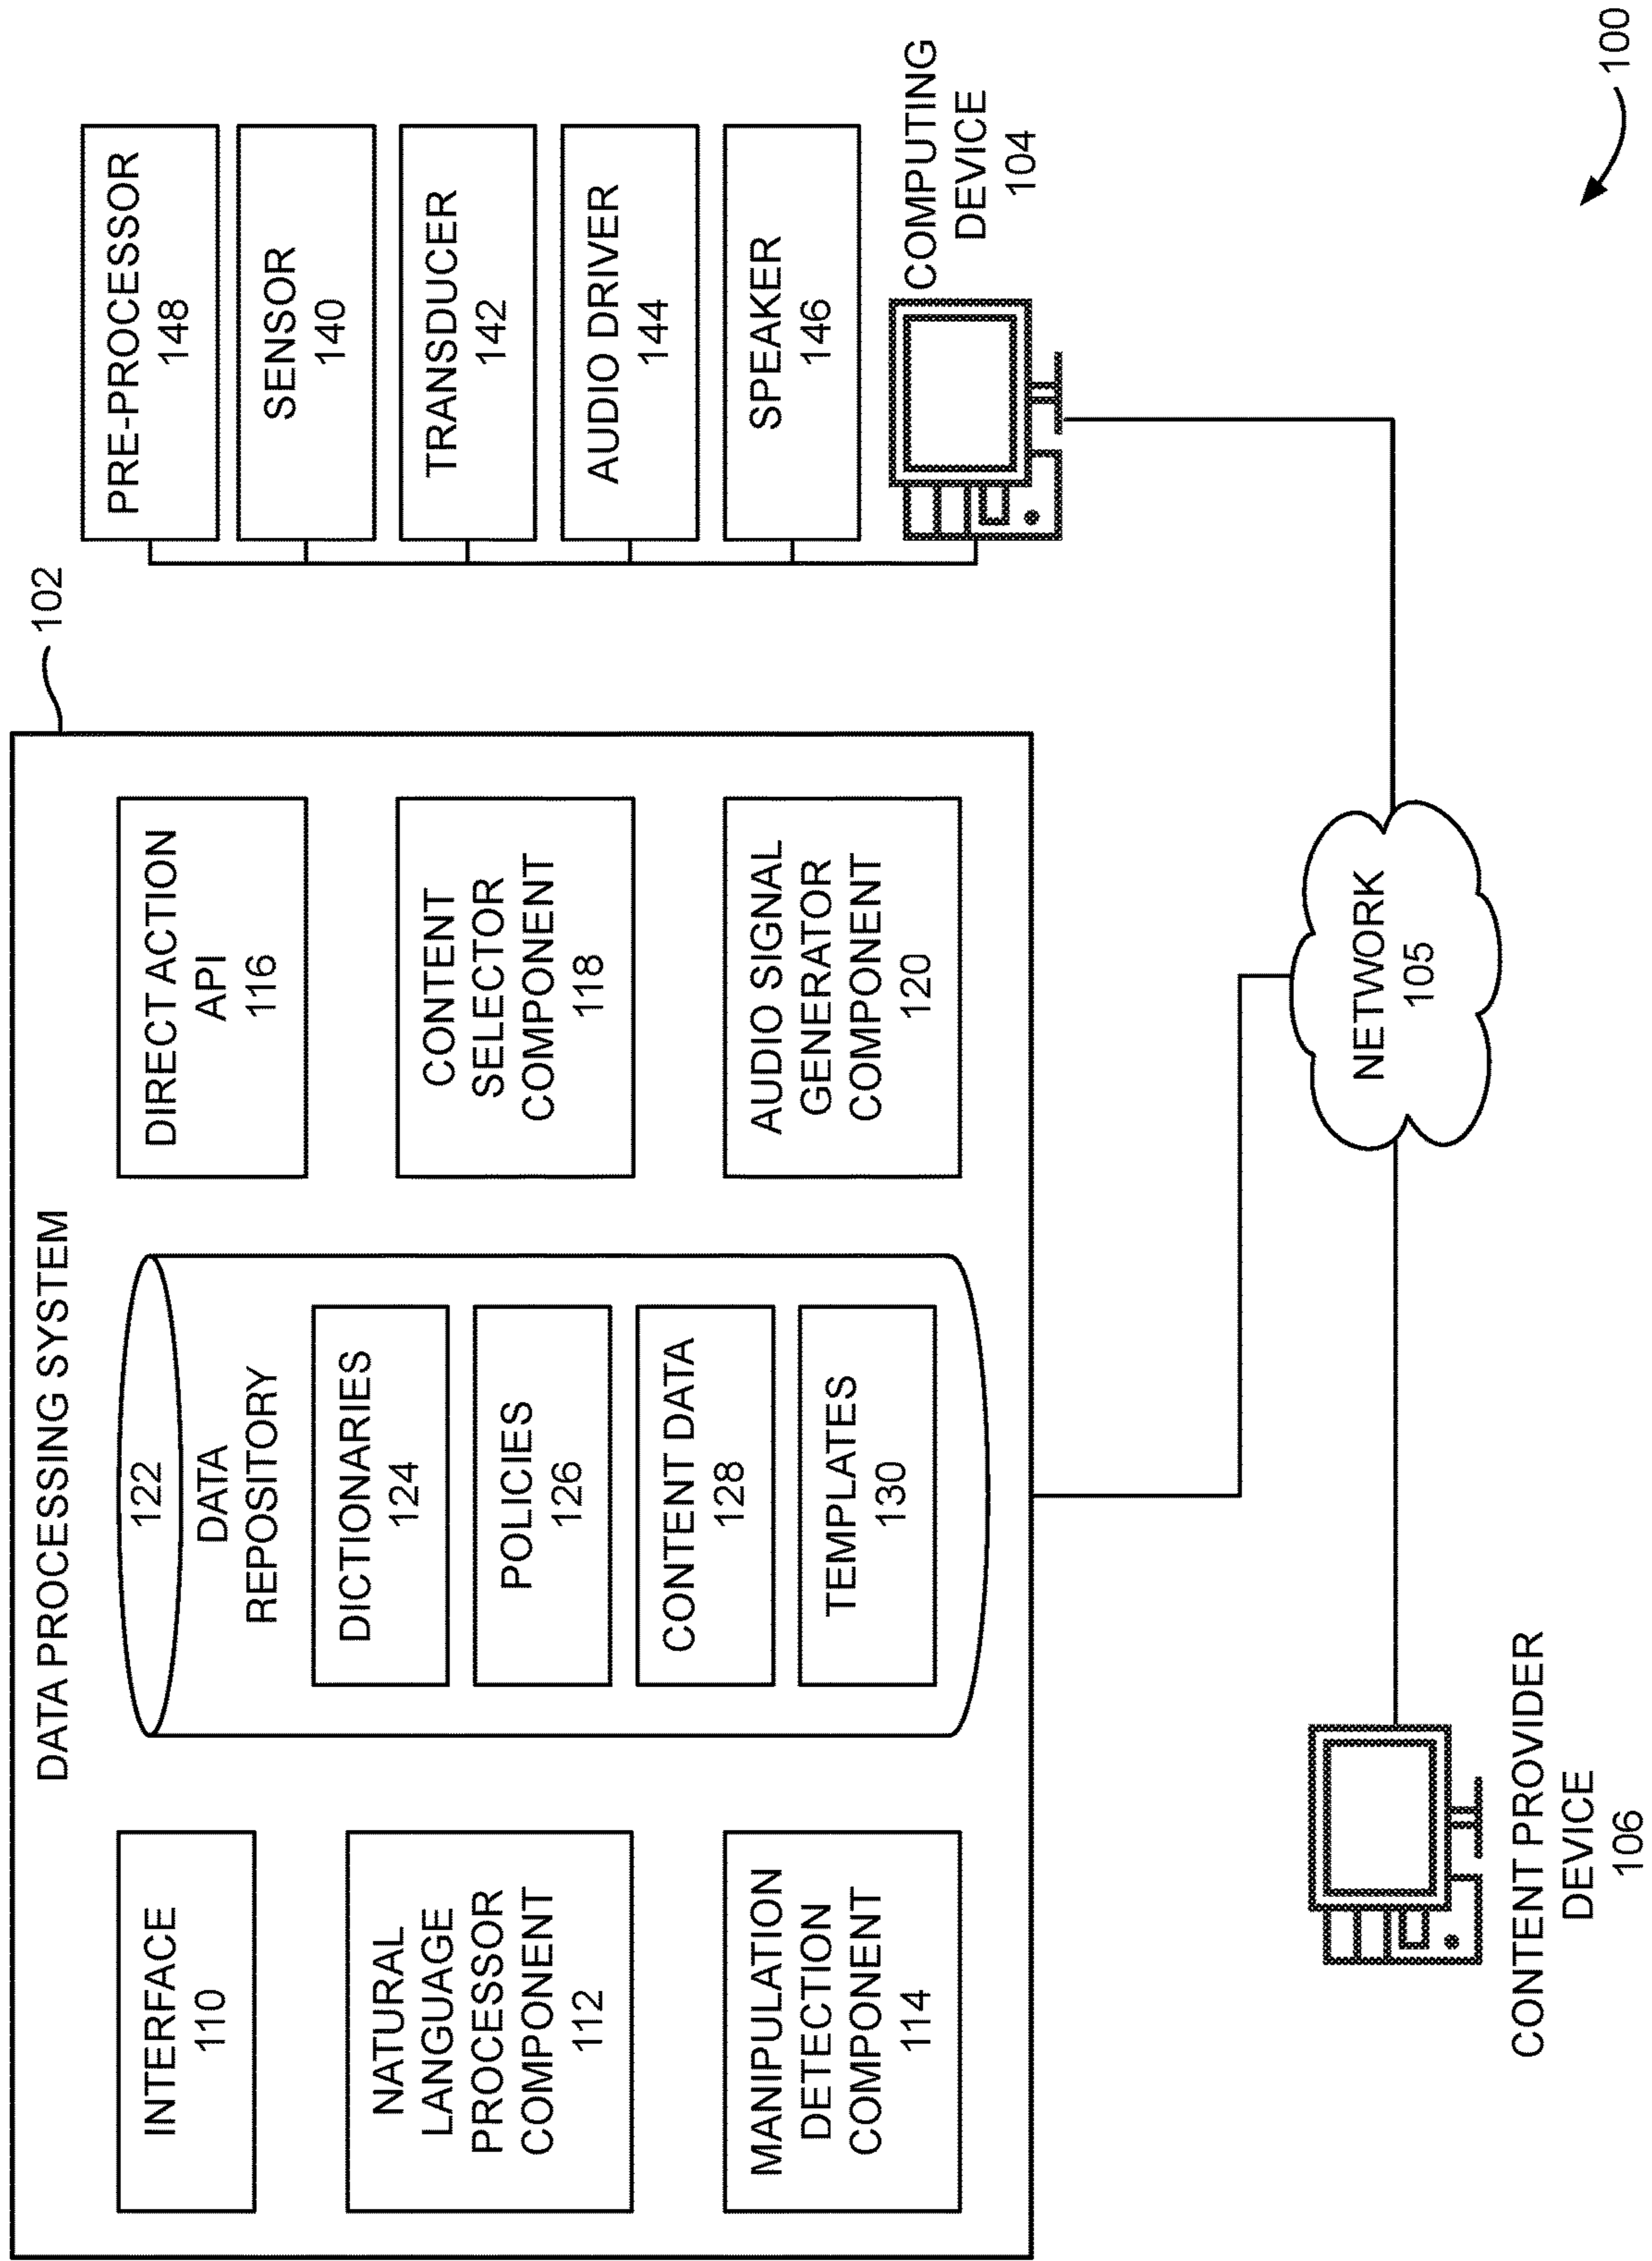 DATA PROCESSING SYSTEM
102
INTERFACE
110
NATURAL
LANGUAGE
PROCESSOR
COMPONENT
112
MANIPULATION
DETECTION
COMPONENT
114
122
DATA
REPOSITORY
DICTIONARIES
124
POLICIES
126
CONTENT DATA
128
TEMPLATES
130
DIRECT ACTION
API
116
CONTENT
SELECTOR
COMPONENT
118
AUDIO SIGNAL
GENERATOR
COMPONENT
120
PRE-PROCESSOR
148
SENSOR
140
TRANSDUCER
142
AUDIO DRIVER
144
SPEAKER
146
COMPUTING
DEVICE
104
NETWORK
105
CONTENT PROVIDER
DEVICE
106
100